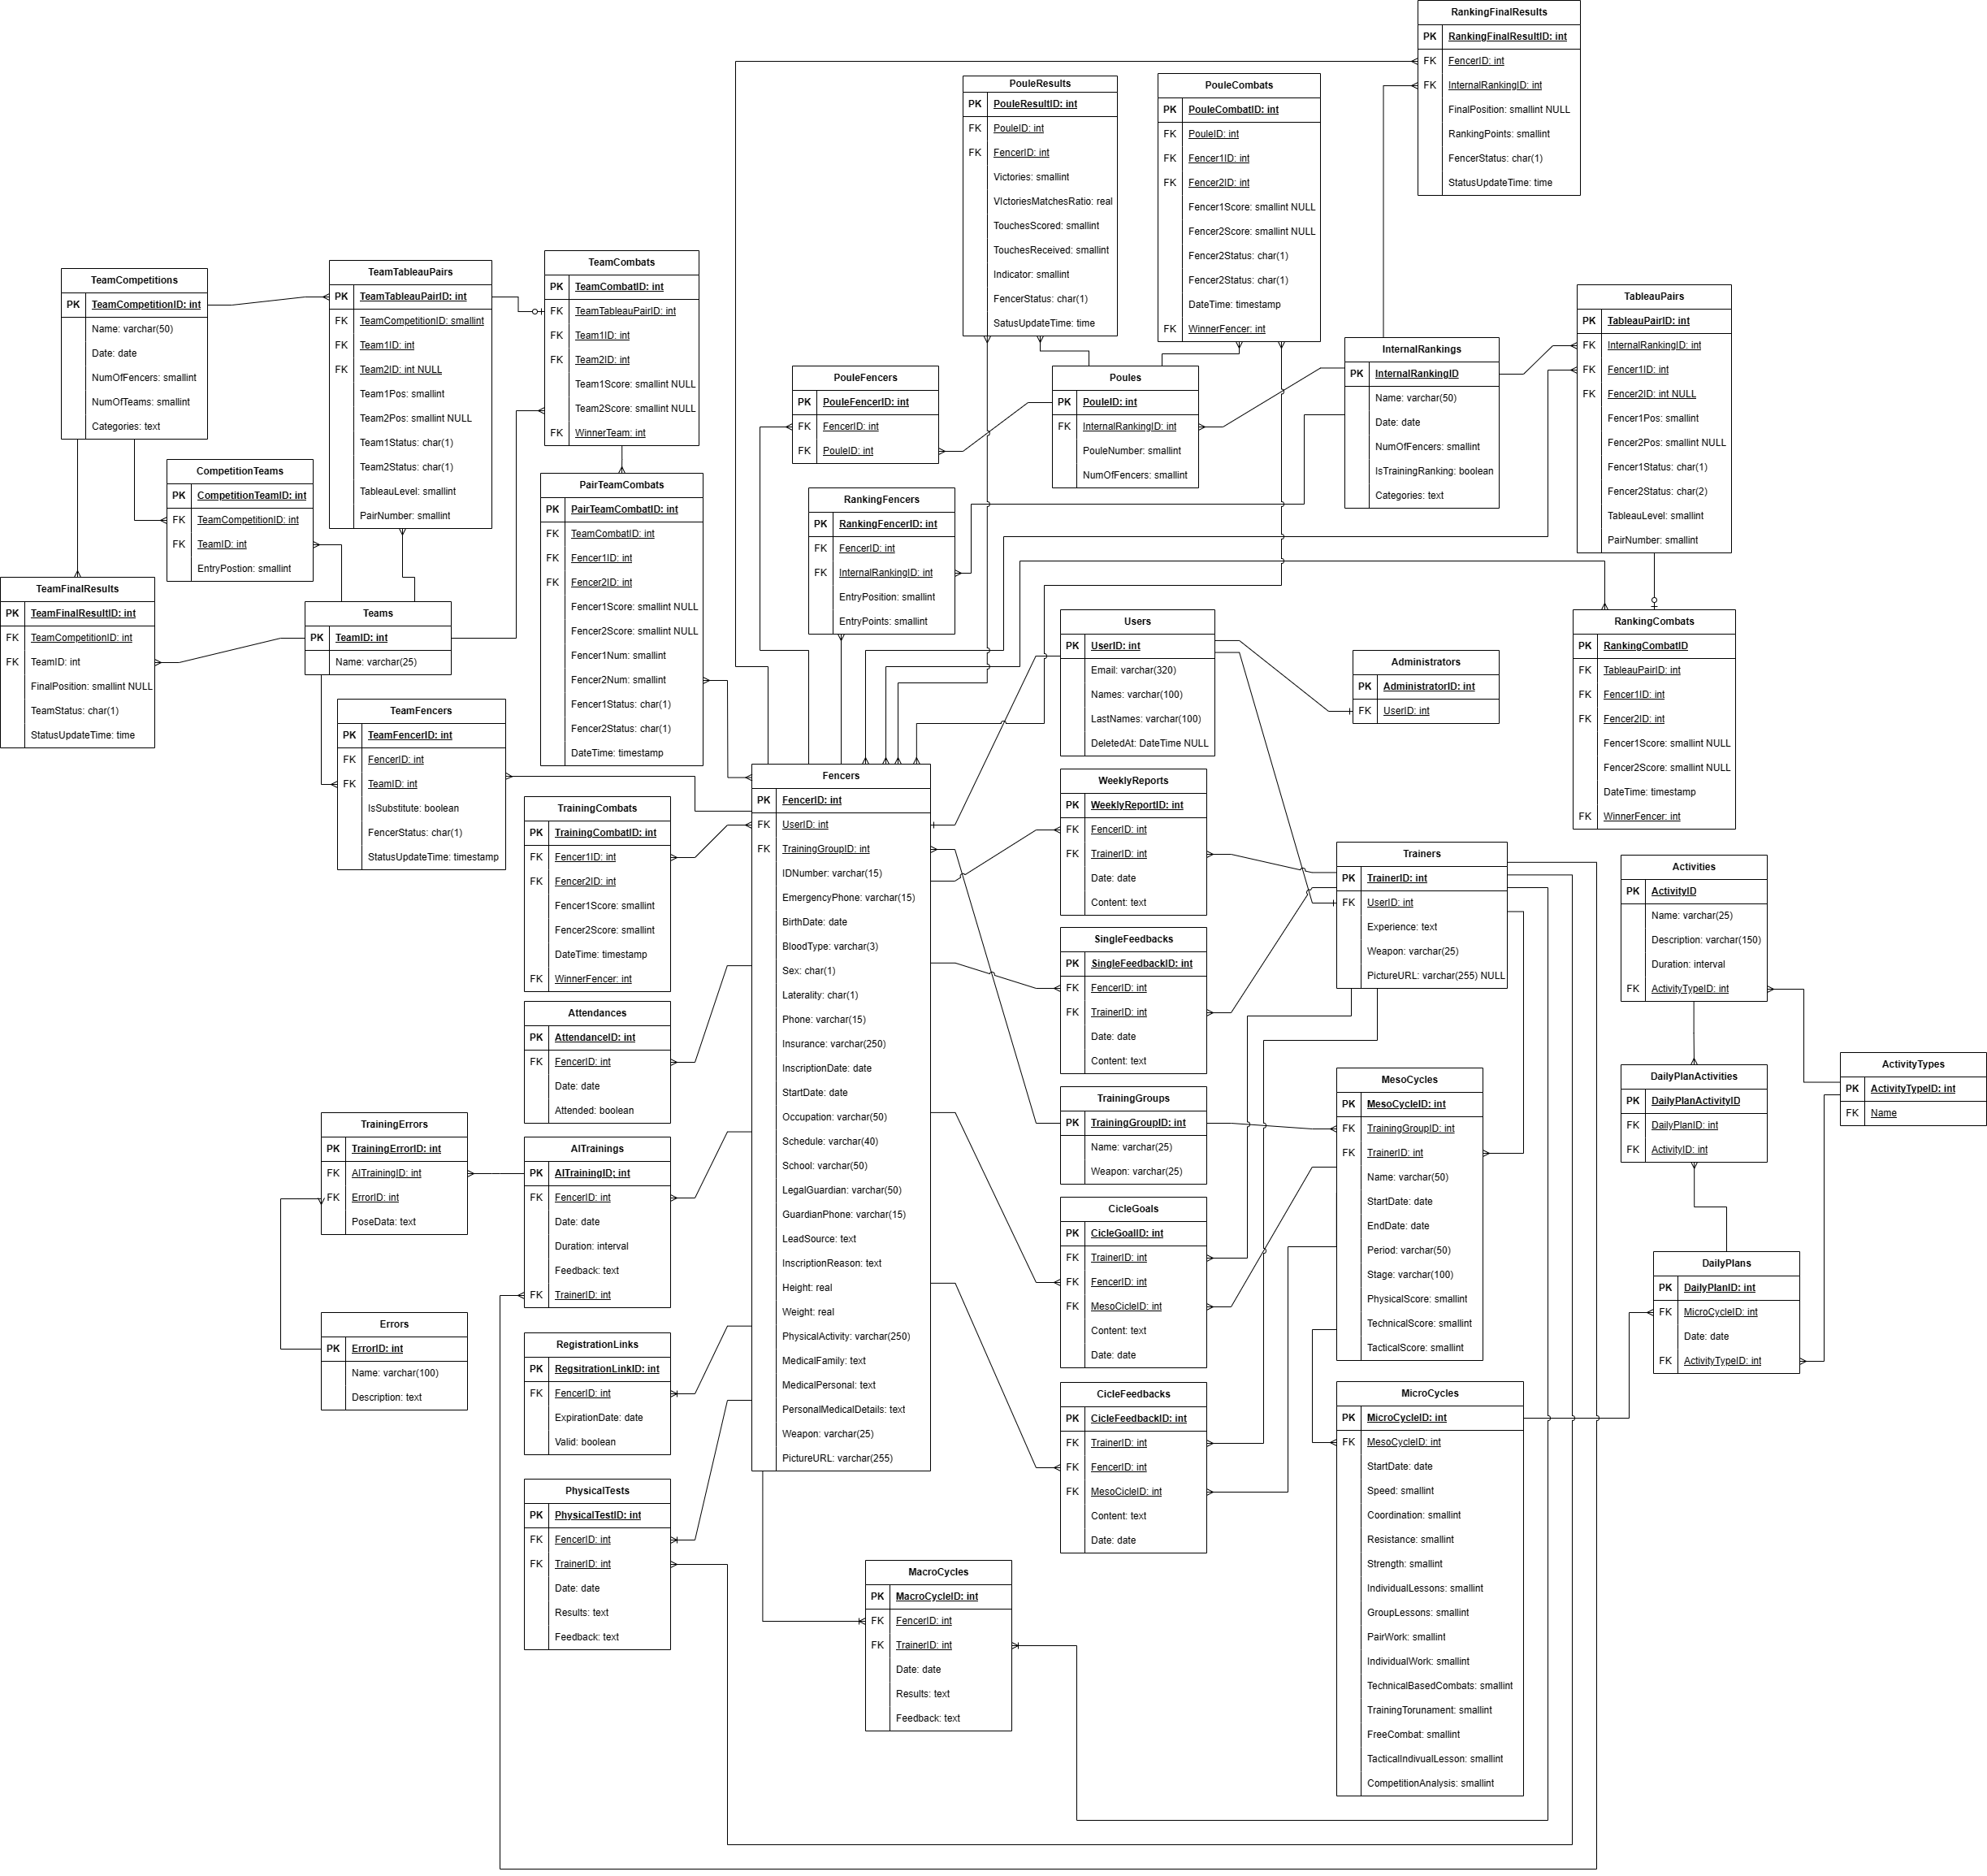 RankingFinalResults
PK RankingFinalResultID: int
FK FencerID: int
FK InternalRankingID: int
FinalPosition: smallint NULL
RankingPoints: smallint
FencerStatus: char(1)
StatusUpdateTime: time
PouleResults
PK PouleResultID: int
FK PouleID: int
FK FencerID: int
Victories: smallint
VIctoriesMatchesRatio: real
TouchesScored: smallint
TouchesReceived: smallint
Indicator: smallint
FencerStatus: char(1)
SatusUpdateTime: time
PouleCombats
PK PouleCombatID: int
FK PouleID: int
FK Fencer1ID: int
FK Fencer2ID: int
Fencer1Score: smallint NULL
Fencer2Score: smallint NULL
Fencer2Status: char(1)
Fencer2Status: char(1)
DateTime: timestamp
FK WinnerFencer: int
TeamCompetitions
PK TeamCompetitionID: int
Name: varchar(50)
Date: date
NumOfFencers: smallint
NumOfTeams: smallint
Categories: text
TeamTableauPairs
PK TeamTableauPairID: int
FK TeamCompetitionID: smallint
FK Team1ID: int
FK Team2ID: int NULL
Team1Pos: smallint
Team2Pos: smallint NULL
Team1Status: char(1)
Team2Status: char(1)
TableauLevel: smallint
PairNumber: smallint
TeamCombats
PK TeamCombatID: int
FK TeamTableauPairID: int
FK Team1ID: int
FK Team2ID: int
Team1Score: smallint NULL
Team2Score: smallint NULL
FK WinnerTeam: int
TableauPairs
PK TableauPairID: int
FK InternalRankingID: int
FK Fencer1ID: int
FK Fencer2ID: int NULL
Fencer1Pos: smallint
Fencer2Pos: smallint NULL
Fencer1Status: char(1)
Fencer2Status: char(2)
TableauLevel: smallint
PairNumber: smallint
InternalRankings
PK InternalRankingID
Name: varchar(50)
Date: date
NumOfFencers: smallint
IsTrainingRanking: boolean
Categories: text
PouleFencers
PK PouleFencerID: int
FK FencerID: int
FK PouleID: int
Poules
PK PouleID: int
FK InternalRankingID: int
PouleNumber: smallint
NumOfFencers: smallint
CompetitionTeams
PK CompetitionTeamID: int
FK TeamCompetitionID: int
FK TeamID: int
EntryPostion: smallint
PairTeamCombats
PK PairTeamCombatID: int
FK TeamCombatID: int
FK Fencer1ID: int
FK Fencer2ID: int
Fencer1Score: smallint NULL
Fencer2Score: smallint NULL
Fencer1Num: smallint
Fencer2Num: smallint
Fencer1Status: char(1)
Fencer2Status: char(1)
DateTime: timestamp
RankingFencers
PK RankingFencerID: int
FK FencerID: int
FK InternalRankingID: int
EntryPosition: smallint
EntryPoints: smallint
TeamFinalResults
PK TeamFinalResultID: int
FK TeamCompetitionID: int
FK TeamID: int
FinalPosition: smallint NULL
TeamStatus: char(1)
StatusUpdateTime: time
Teams
PK TeamID: int
Name: varchar(25)
Users
PK UserID: int
Email: varchar(320)
Names: varchar(100)
LastNames: varchar(100)
DeletedAt: DateTime NULL
Administrators
PK AdministratorID: int
FK UserID: int
RankingCombats
PK RankingCombatID
FK TableauPairID: int
FK Fencer1ID: int
FK Fencer2ID: int
Fencer1Score: smallint NULL
Fencer2Score: smallint NULL
DateTime: timestamp
FK WinnerFencer: int
TeamFencers
PK TeamFencerID: int
FK FencerID: int
FK TeamID: int
IsSubstitute: boolean
FencerStatus: char(1)
StatusUpdateTime: timestamp
Fencers
PK FencerID: int
FK UserID: int
FK TrainingGroupID: int
IDNumber: varchar(15)
EmergencyPhone: varchar(15)
BirthDate: date
BloodType: varchar(3)
Sex: char(1)
Laterality: char(1)
Phone: varchar(15)
Insurance: varchar(250)
InscriptionDate: date
StartDate: date
Occupation: varchar(50)
Schedule: varchar(40)
School: varchar(50)
LegalGuardian: varchar(50)
GuardianPhone: varchar(15)
LeadSource: text
InscriptionReason: text
Height: real
Weight: real
PhysicalActivity: varchar(250)
MedicalFamily: text
MedicalPersonal: text
PersonalMedicalDetails: text
Weapon: varchar(25)
PictureURL: varchar(255)
WeeklyReports
PK WeeklyReportID: int
FK FencerID: int
FK TrainerID: int
Date: date
Content: text
TrainingCombats
PK TrainingCombatID: int
FK Fencer1ID: int
FK Fencer2ID: int
Fencer1Score: smallint
Fencer2Score: smallint
DateTime: timestamp
FK WinnerFencer: int
Trainers
PK TrainerID: int
FK UserID: int
Experience: text
Weapon: varchar(25)
PictureURL: varchar(255) NULL
Activities
PK ActivityID
Name: varchar(25)
Description: varchar(150)
Duration: interval
FK ActivityTypeID: int
SingleFeedbacks
PK SingleFeedbackID: int
FK FencerID: int
FK TrainerID: int
Date: date
Content: text
Attendances
PK AttendanceID: int
FK FencerID: int
Date: date
Attended: boolean
ActivityTypes
PK ActivityTypeID: int
FK Name
DailyPlanActivities
PK DailyPlanActivityID
FK DailyPlanID: int
FK ActivityID: int
MesoCycles
PK MesoCycleID: int
FK TrainingGroupID: int
FK TrainerID: int
Name: varchar(50)
StartDate: date
EndDate: date
Period: varchar(50)
Stage: varchar(100)
PhysicalScore: smallint
TechnicalScore: smallint
TacticalScore: smallint
TrainingGroups
PK TrainingGroupID: int
Name: varchar(25)
Weapon: varchar(25)
TrainingErrors
PK TrainingErrorID: int
FK AITrainingID: int
FK ErrorID: int
PoseData: text
AITrainings
PK AITrainingID: int
FK FencerID: int
Date: date
Duration: interval
Feedback: text
FK TrainerID: int
CicleGoals
PK CicleGoalID: int
FK TrainerID: int
FK FencerID: int
FK MesoCicleID: int
Content: text
Date: date
DailyPlans
PK DailyPlanID: int
FK MicroCycleID: int
Date: date
FK ActivityTypeID: int
Errors
PK ErrorID: int
Name: varchar(100)
Description: text
RegistrationLinks
PK RegsitrationLinkID: int
FK FencerID: int
ExpirationDate: date
Valid: boolean
CicleFeedbacks
PK CicleFeedbackID: int
FK TrainerID: int
FK FencerID: int
FK MesoCicleID: int
Content: text
Date: date
MicroCycles
PK MicroCycleID: int
FK MesoCycleID: int
StartDate: date
Speed: smallint
Coordination: smallint
Resistance: smallint
Strength: smallint
IndividualLessons: smallint
GroupLessons: smallint
PairWork: smallint
IndividualWork: smallint
TechnicalBasedCombats: smallint
TrainingTorunament: smallint
FreeCombat: smallint
TacticalIndivualLesson: smallint
CompetitionAnalysis: smallint
PhysicalTests
PK PhysicalTestID: int
FK FencerID: int
FK TrainerID: int
Date: date
Results: text
Feedback: text
MacroCycles
PK MacroCycleID: int
FK FencerID: int
FK TrainerID: int
Date: date
Results: text
Feedback: text